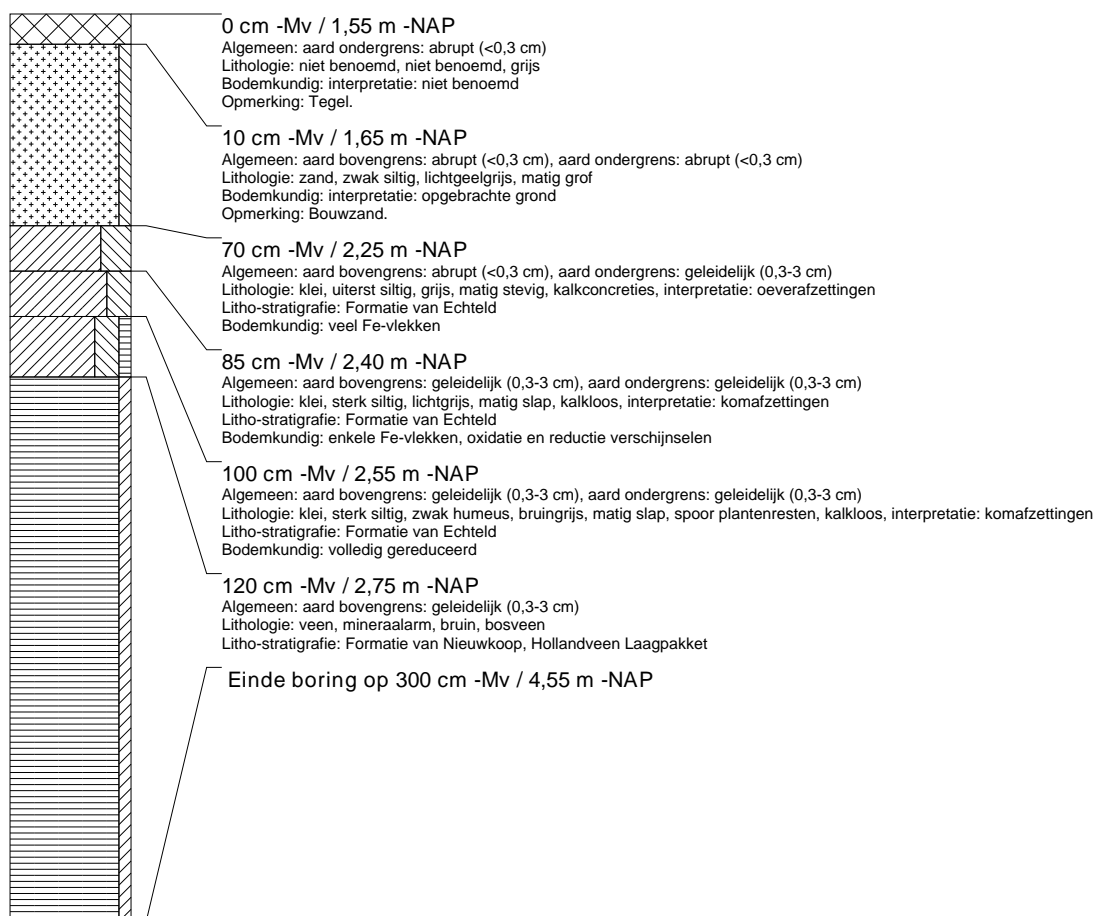 0 cm -Mv / 1,55 m -NAP
Algemeen: aard ondergrens: abrupt (<0,3 cm)
Lithologie: niet benoemd, niet benoemd, grijs
Bodemkundig: interpretatie: niet benoemd
Opmerking: Tegel.
10 cm -Mv / 1,65 m -NAP
Algemeen: aard bovengrens: abrupt (<0,3 cm), aard ondergrens: abrupt (<0,3 cm)
Lithologie: zand, zwak siltig, lichtgeelgrijs, matig grof
Bodemkundig: interpretatie: opgebrachte grond
Opmerking: Bouwzand.
70 cm -Mv / 2,25 m -NAP
Algemeen: aard bovengrens: abrupt (<0,3 cm), aard ondergrens: geleidelijk (0,3-3 cm)
Lithologie: klei, uiterst siltig, grijs, matig stevig, kalkconcreties, interpretatie: oeverafzettingen
Litho-stratigrafie: Formatie van Echteld
Bodemkundig: veel Fe-vlekken
85 cm -Mv / 2,40 m -NAP
Algemeen: aard bovengrens: geleidelijk (0,3-3 cm), aard ondergrens: geleidelijk (0,3-3 cm)
Lithologie: klei, sterk siltig, lichtgrijs, matig slap, kalkloos, interpretatie: komafzettingen
Litho-stratigrafie: Formatie van Echteld
Bodemkundig: enkele Fe-vlekken, oxidatie en reductie verschijnselen
100 cm -Mv / 2,55 m -NAP
Algemeen: aard bovengrens: geleidelijk (0,3-3 cm), aard ondergrens: geleidelijk (0,3-3 cm)
Lithologie: klei, sterk siltig, zwak humeus, bruingrijs, matig slap, spoor plantenresten, kalkloos, interpretatie: komafzettingen
Litho-stratigrafie: Formatie van Echteld
Bodemkundig: volledig gereduceerd
120 cm -Mv / 2,75 m -NAP
Algemeen: aard bovengrens: geleidelijk (0,3-3 cm)
Lithologie: veen, mineraalarm, bruin, bosveen
Litho-stratigrafie: Formatie van Nieuwkoop, Hollandveen Laagpakket
Einde boring op 300 cm -Mv / 4,55 m -NAP